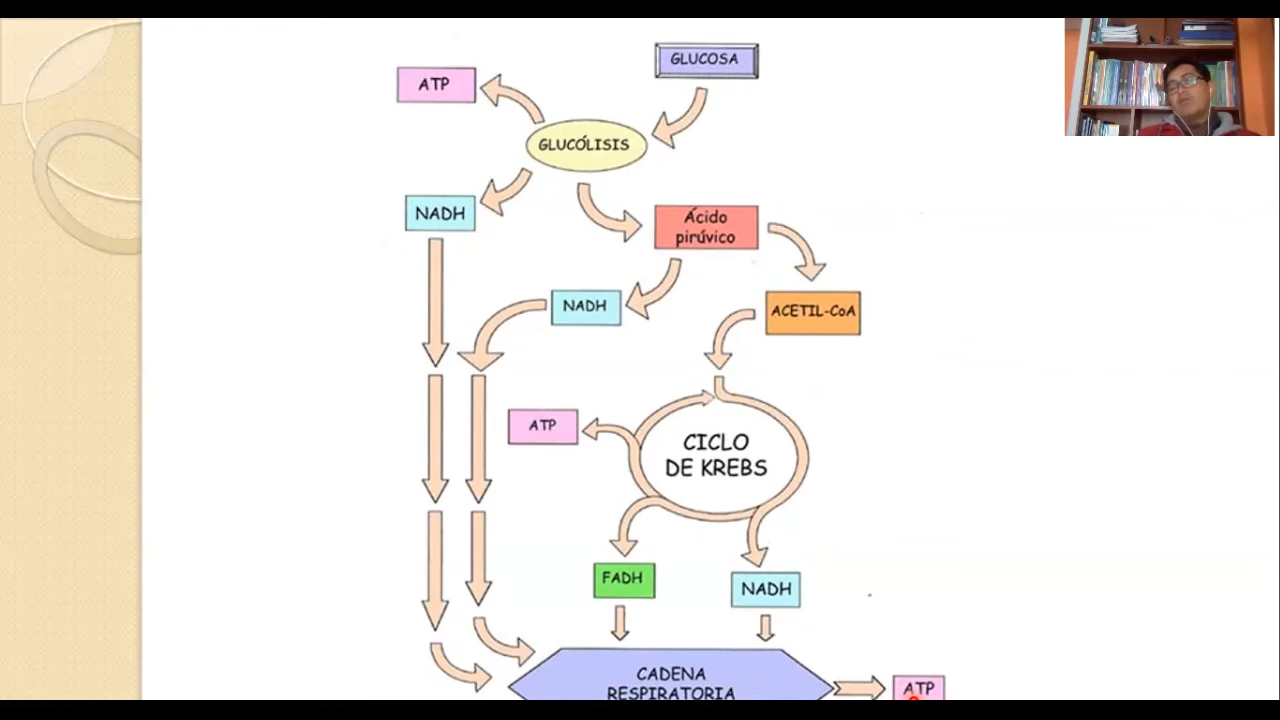 GLUCOSA
ATP
GLUCÓLISIS
NADH
Ácido
pirúvico
NADH
ACETIL-CoA
ATP
CICLO
DE KREBS
FADH
NADH
CADENA
RESPIRATORIA
ATP